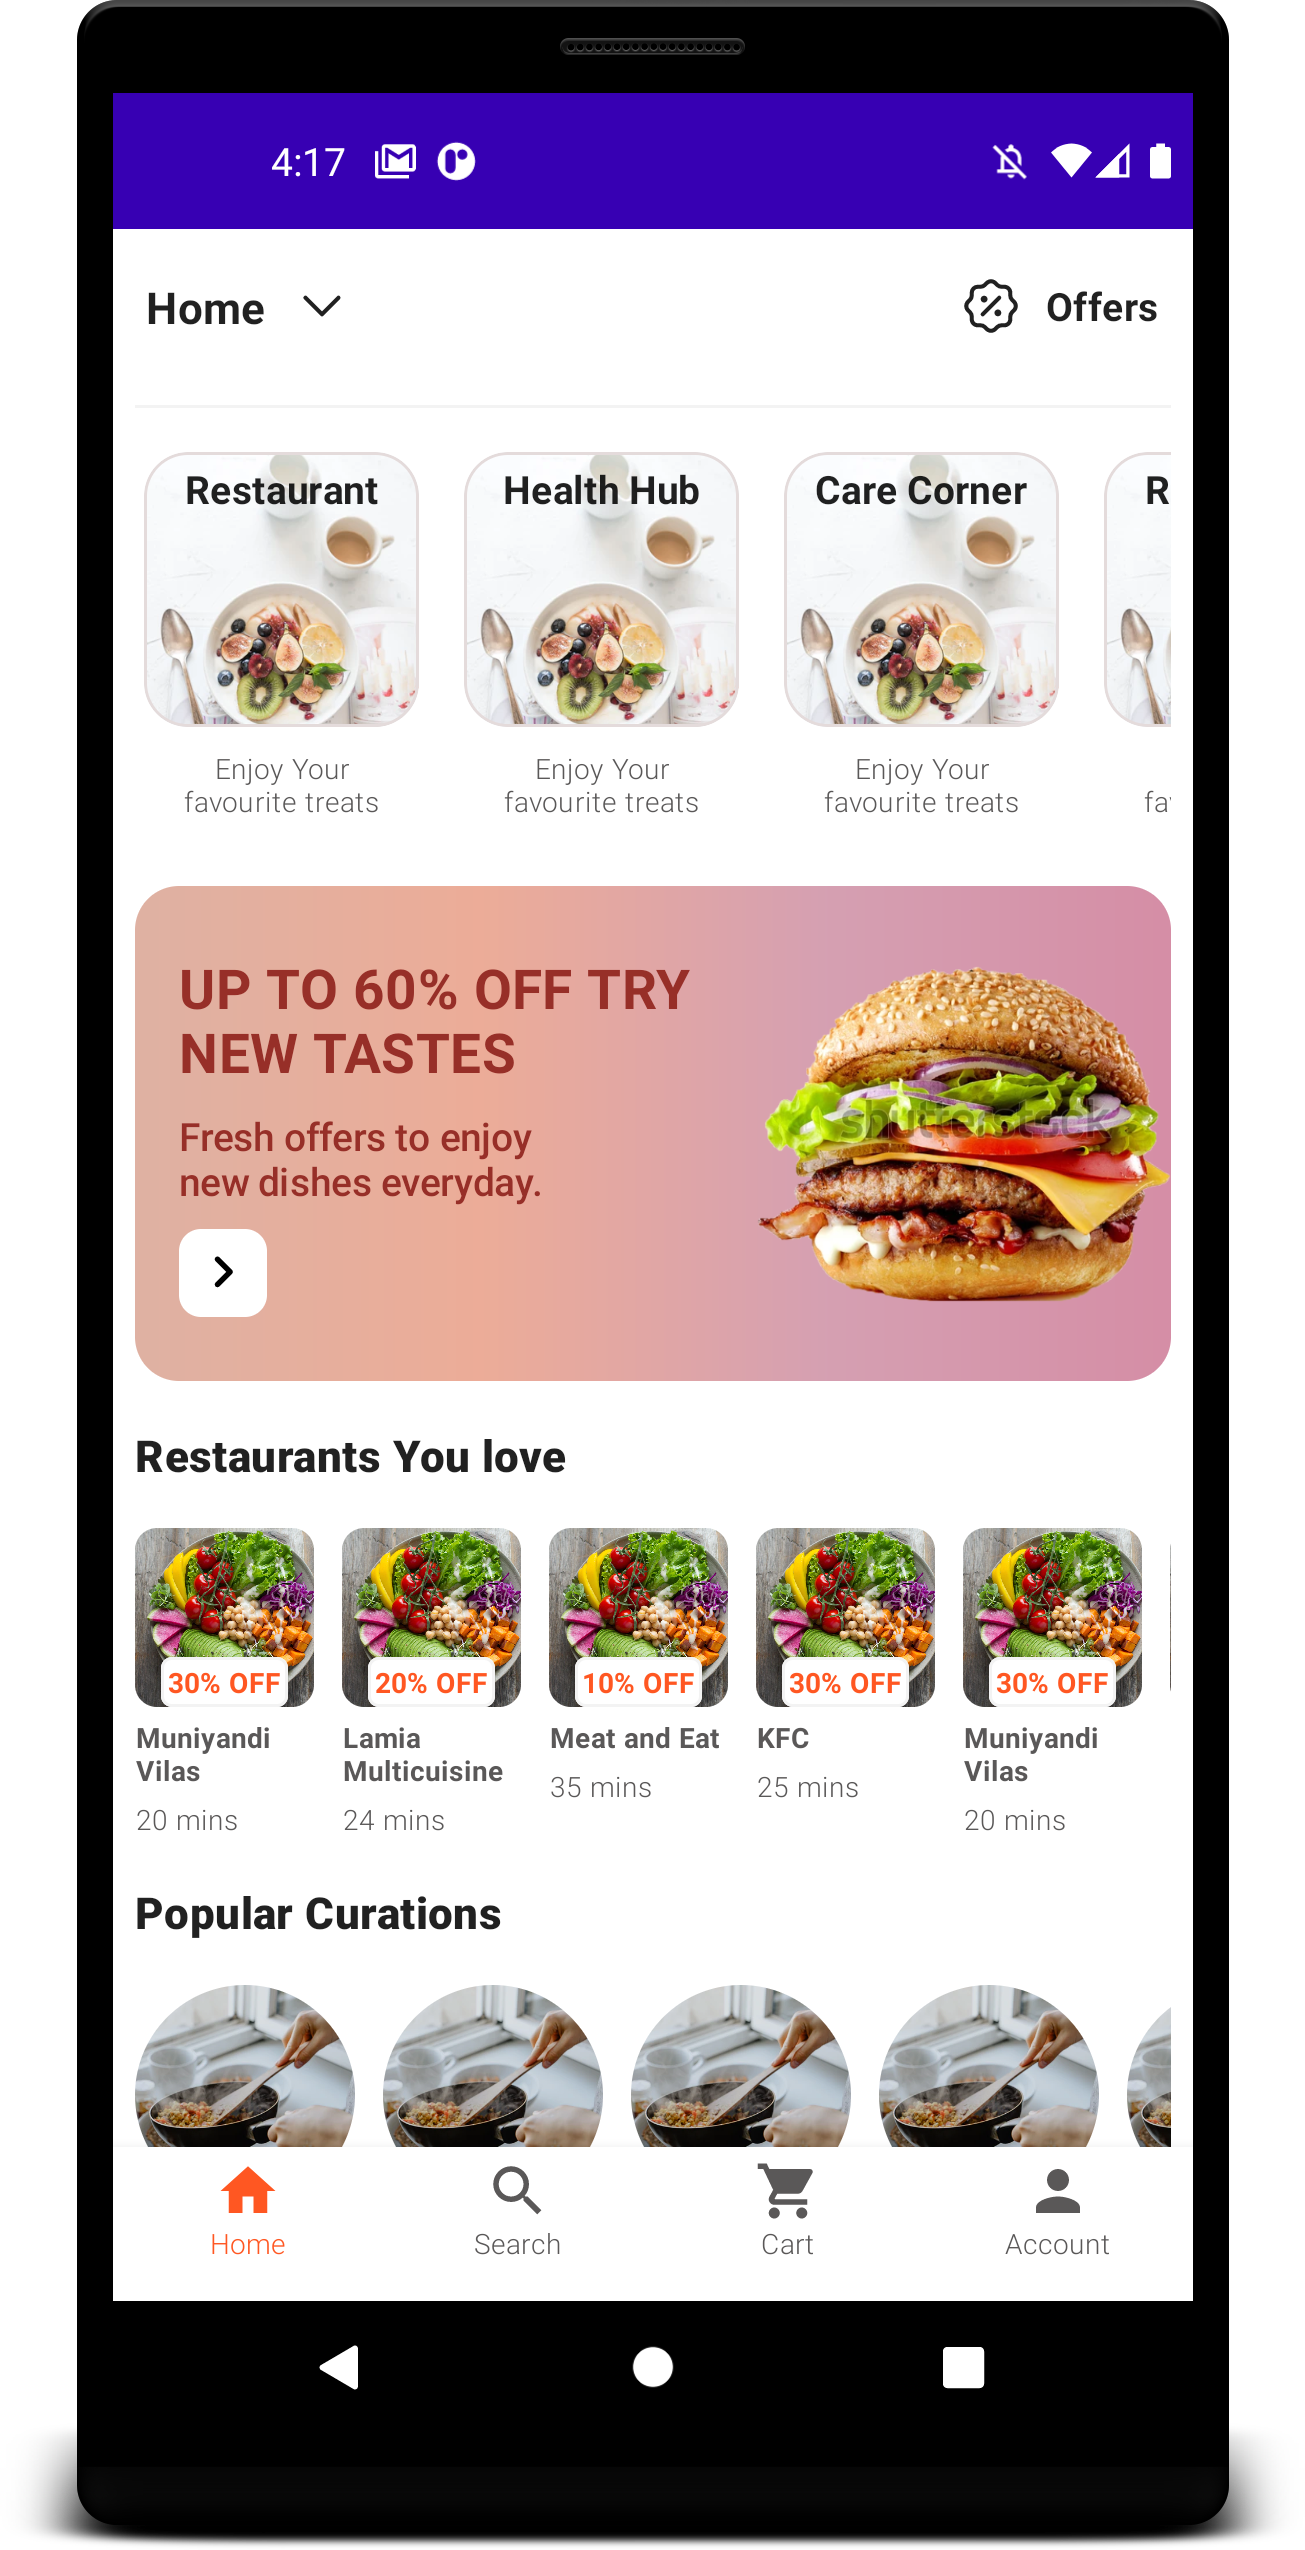 4:17
Home
Offers
Restaurant
Health Hub
Care Corner
R
Enjoy Your
favourite treats
Enjoy Your
favourite treats
Enjoy Your
favourite treats
fa
UP TO 60% OFF TRY
NEW TASTES
Fresh offers to enjoy
new dishes everyday.
shutterstock
Restaurants You love
30% OFF
20% OFF
10% OFF
30% OFF
30% OFF
Muniyandi
Vilas
20 mins
Lamia
Multicuisine
24 mins
Meat and Eat
35 mins
KFC
25 mins
Muniyandi
Vilas
20 mins
Popular Curations
Home
Search
Cart
Account